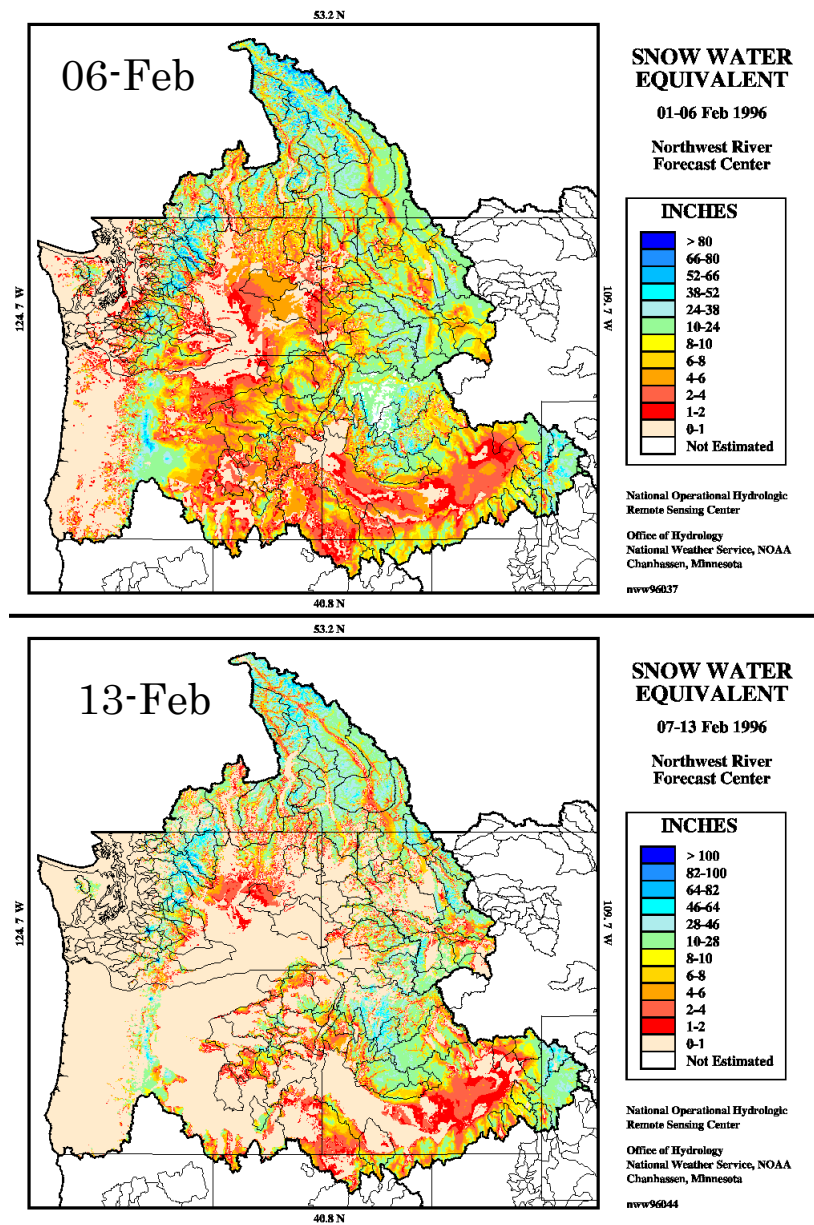 53.2 N
06-Feb
124.7 W
109.7 W
40.8 N
SNOW WATER
EQUIVALENT
01-06 Feb 1996
Northwest River
Forecast Center
INCHES
> 80
66-80
52-66
38-52
24-38
10-24
8-10
6-8
4-6
2-4
1-2
0-1
Not Estimated
National Operational Hydrologic
Remote Sensing Center
Office of Hydrology
National Weather Service, NOAA
Chanhassen, Minnesota
nww96037
53.2 N
13-Feb
124.7 W
109.7 W
40.8 N
SNOW WATER
EQUIVALENT
07-13 Feb 1996
Northwest River
Forecast Center
INCHES
> 100
82-100
64-82
46-64
28-46
10-28
8-10
6-8
4-6
2-4
1-2
0-1
Not Estimated
National Operational Hydrologic
Remote Sensing Center
Office of Hydrology
National Weather Service, NOAA
Chanhassen, Minnesota
nww96044